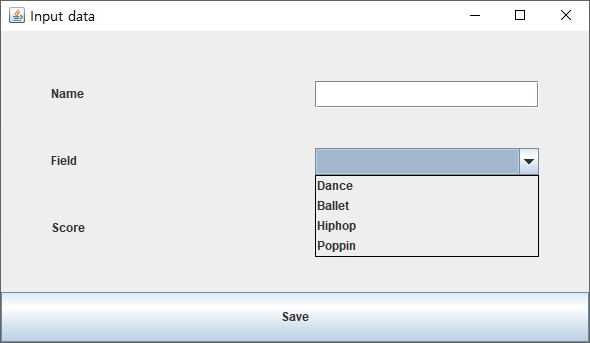 Input data
Name
Field
Dance
Ballet
Hiphop
Poppin
Score
Save